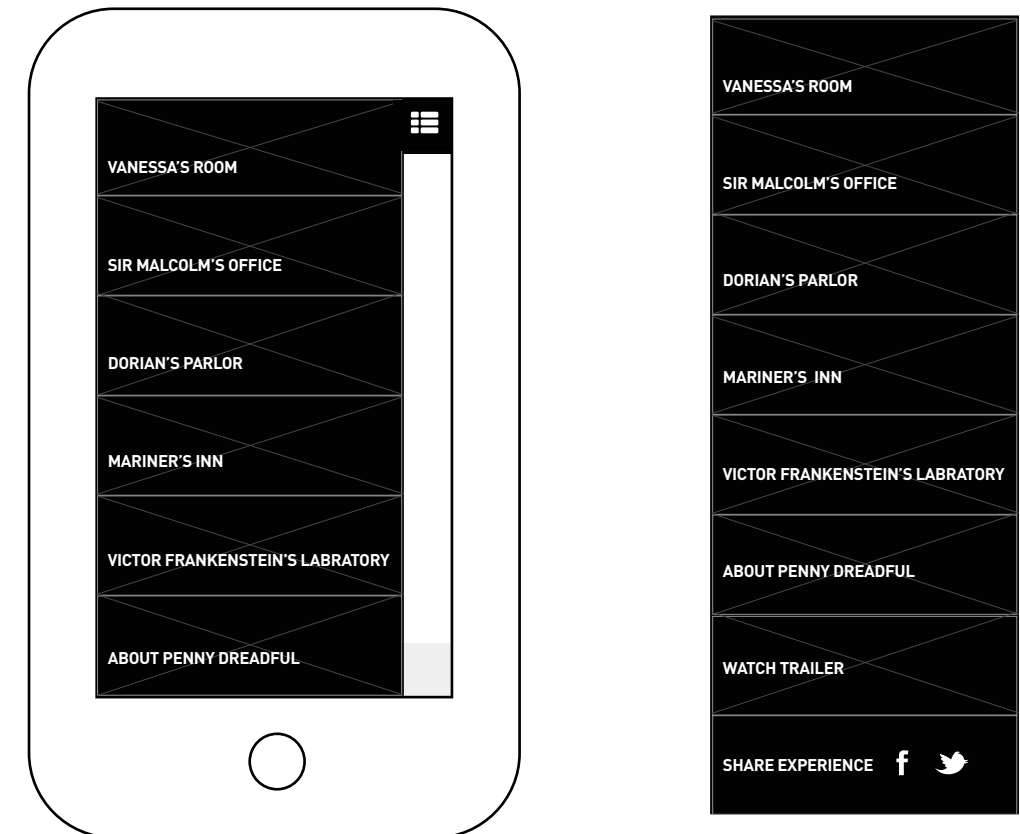 VANESSA'S ROOM
SIR MALCOLM'S OFFICE
DORIAN'S PARLOR
MARINER'S INN
VICTOR FRANKENSTEIN'S LABRATORY
ABOUT PENNY DREADFUL
VANESSA'S ROOM
SIR MALCOLM'S OFFICE
DORIAN'S PARLOR
MARINER'S  INN
VICTOR FRANKENSTEIN'S LABRATORY
ABOUT PENNY DREADFUL
WATCH TRAILER
SHARE EXPERIENCE